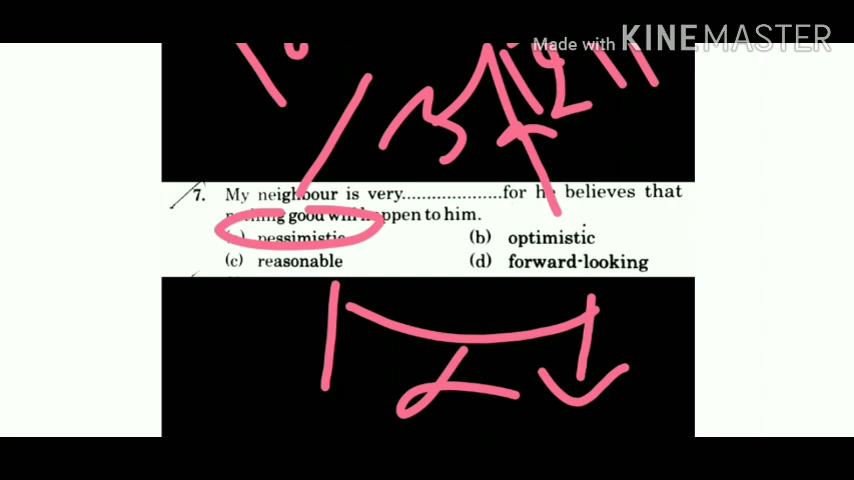 Made with KINEMASTER
7. My neighbour is very....................for he believes that
nothing good will happen to him.
(a) pessimistic (b) optimistic
(c) reasonable (d) forward-looking